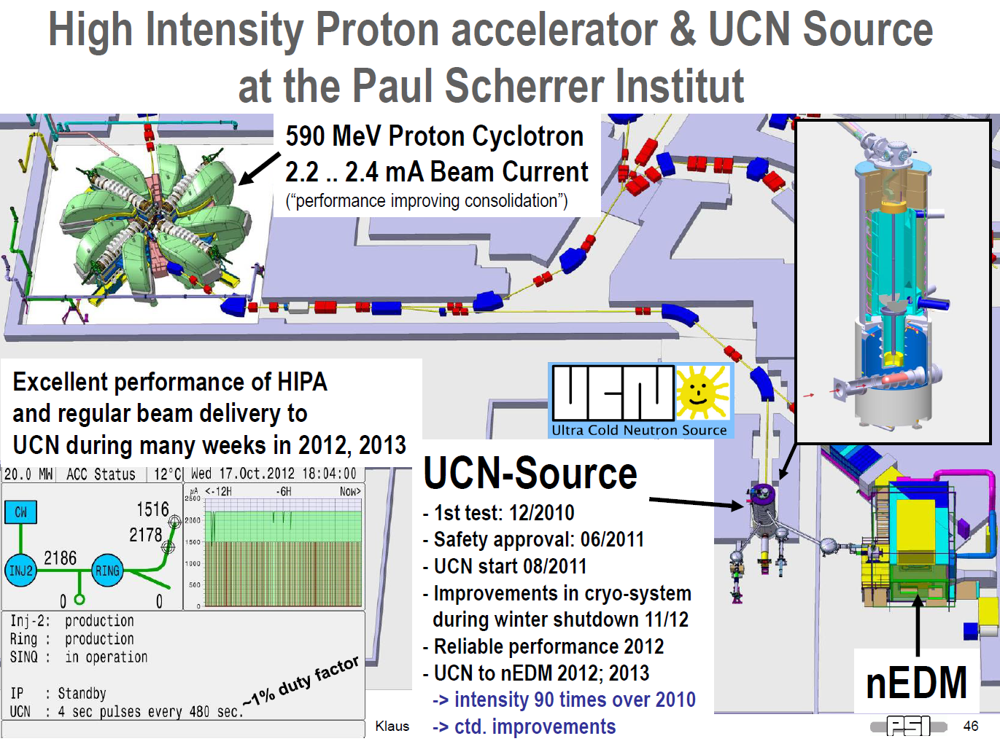 High Intensity Proton accelerator & UCN Source
at the Paul Scherrer Institut
590 MeV Proton Cyclotron
2.2 .. 2.4 mA Beam Current
(“performance improving consolidation”)
Excellent performance of HIPA
and regular beam delivery to
UCN during many weeks in 2012, 2013
UCN
Ultra Cold Neutron Source
20.0 MW ACC Status 12°C Wed 17.Oct.2012 18:04:00
µA <-12H -6H Now>
2500
2000
1500
1000
500
0
CW
1516
2178
2186
INJ2
RING
0
0
Inj-2: production
Ring : production
SINQ : in operation
IP : Standby
UCN : 4 sec pulses every 480 sec.
~1% duty factor
UCN-Source
- 1st test: 12/2010
- Safety approval: 06/2011
- UCN start 08/2011
- Improvements in cryo-system
during winter shutdown 11/12
- Reliable performance 2012
- UCN to nEDM 2012; 2013
-> intensity 90 times over 2010
-> ctd. improvements
nEDM
Klaus
PSI
46